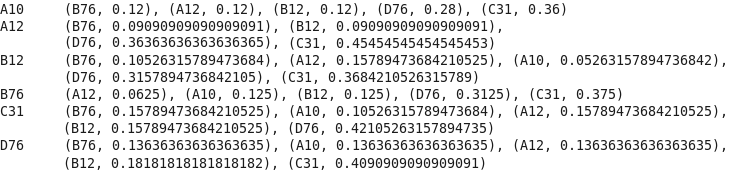 A10 (B76, 0.12), (A12, 0.12), (B12, 0.12), (D76, 0.28), (C31, 0.36)
A12 (B76, 0.09090909090909091), (B12, 0.09090909090909091),
(D76, 0.36363636363636365), (C31, 0.45454545454545453)
B12 (B76, 0.10526315789473684), (A12, 0.15789473684210525), (A10, 0.05263157894736842),
(D76, 0.3157894736842105), (C31, 0.3684210526315789)
B76 (A12, 0.0625), (A10, 0.125), (B12, 0.125), (D76, 0.3125), (C31, 0.375)
C31 (B76, 0.15789473684210525), (A10, 0.10526315789473684), (A12, 0.15789473684210525),
(B12, 0.15789473684210525), (D76, 0.42105263157894735)
D76 (B76, 0.13636363636363635), (A10, 0.13636363636363635), (A12, 0.13636363636363635),
(B12, 0.18181818181818182), (C31, 0.4090909090909091)